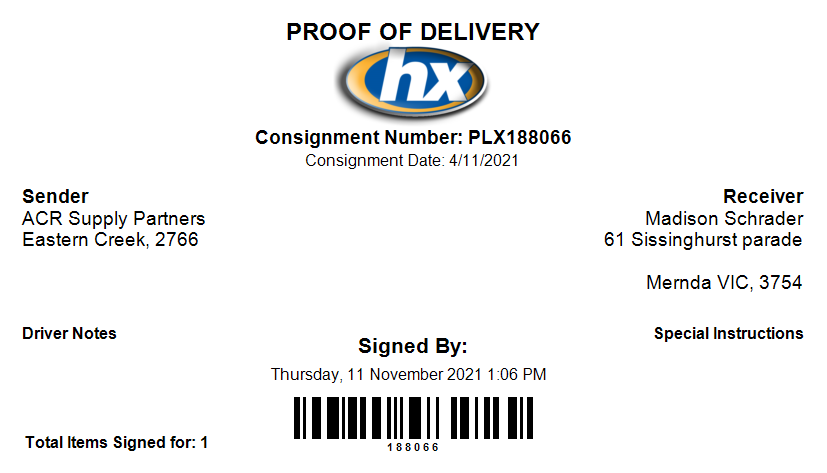 PROOF OF DELIVERY
hx
Consignment Number: PLX188066
Consignment Date: 4/11/2021
Sender
ACR Supply Partners
Eastern Creek, 2766
Receiver
Madison Schrader
61 Sissinghurst parade
Mernda VIC, 3754
Driver Notes
Special Instructions
Signed By:
Thursday, 11 November 2021 1:06 PM
188066
Total Items Signed for: 1